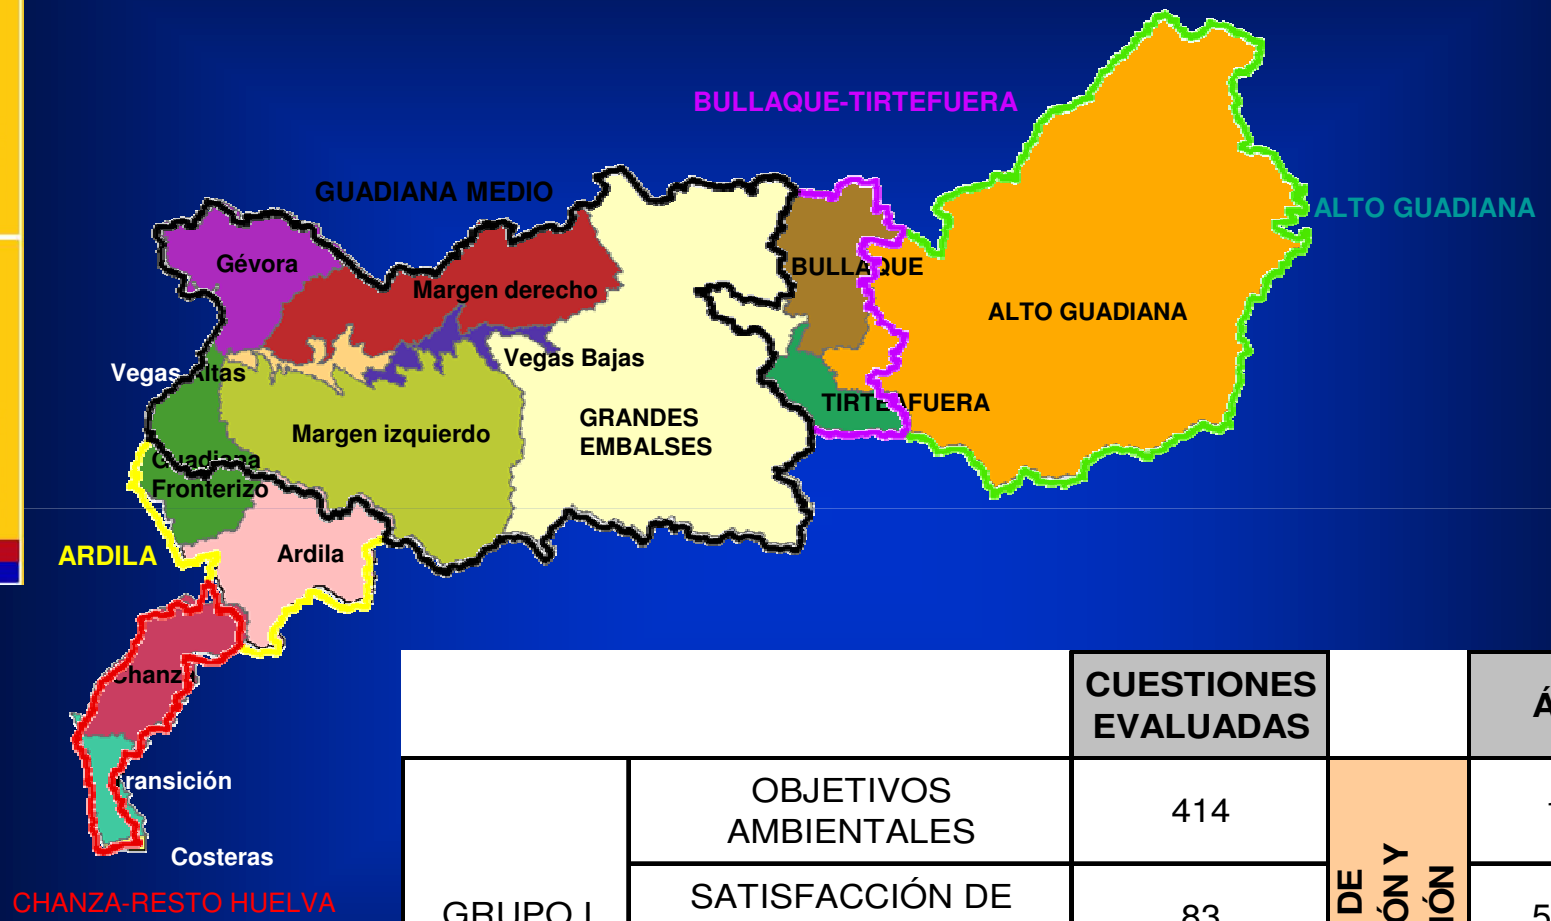 BULLAQUE-TIRTEFUERA
GUADIANA MEDIO
ALTO GUADIANA
Gévora
BULLAQUE
Margen derecho
ALTO GUADIANA
Vegas Bajas
Vegas Altas
TIRTEAFUERA
GRANDES
EMBALSES
Margen izquierdo
Guadiana
Fronterizo
ARDILA
Ardila
Chanza
Transición
Costeras
CHANZA-RESTO HUELVA
CUESTIONES
EVALUADAS
OBJETIVOS
AMBIENTALES
414
GRUPO I
SATISFACCIÓN DE
83
DE